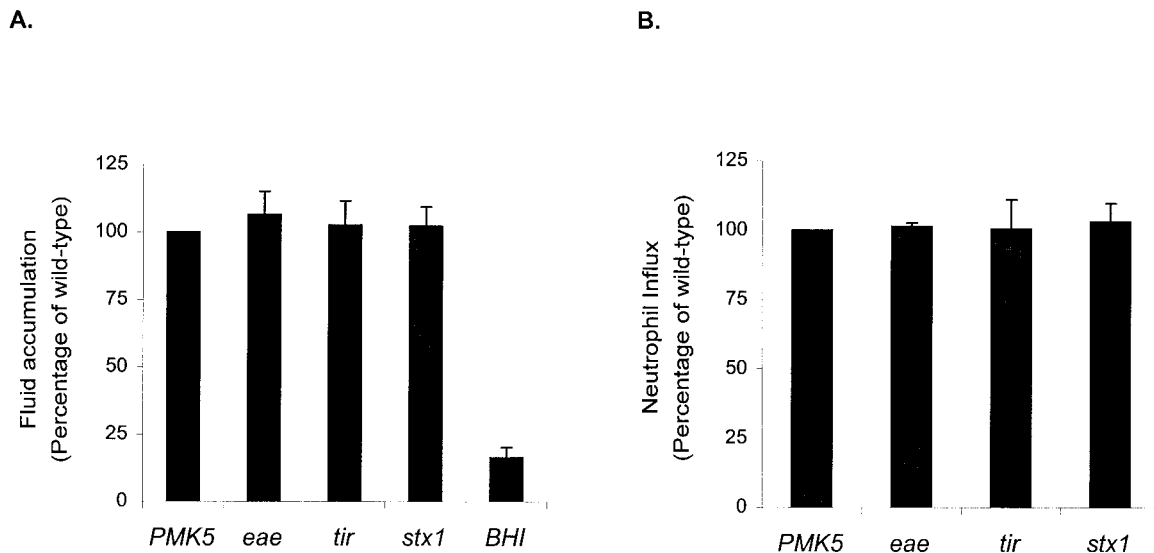 A.
Fluid accumulation
(Percentage of wild-type)
125
100
75
50
25
0
PMK5 eae tir stx1 BHI
B.
Neutrophil Influx
(Percentage of wild-type)
125
100
75
50
25
0
PMK5 eae tir stx1